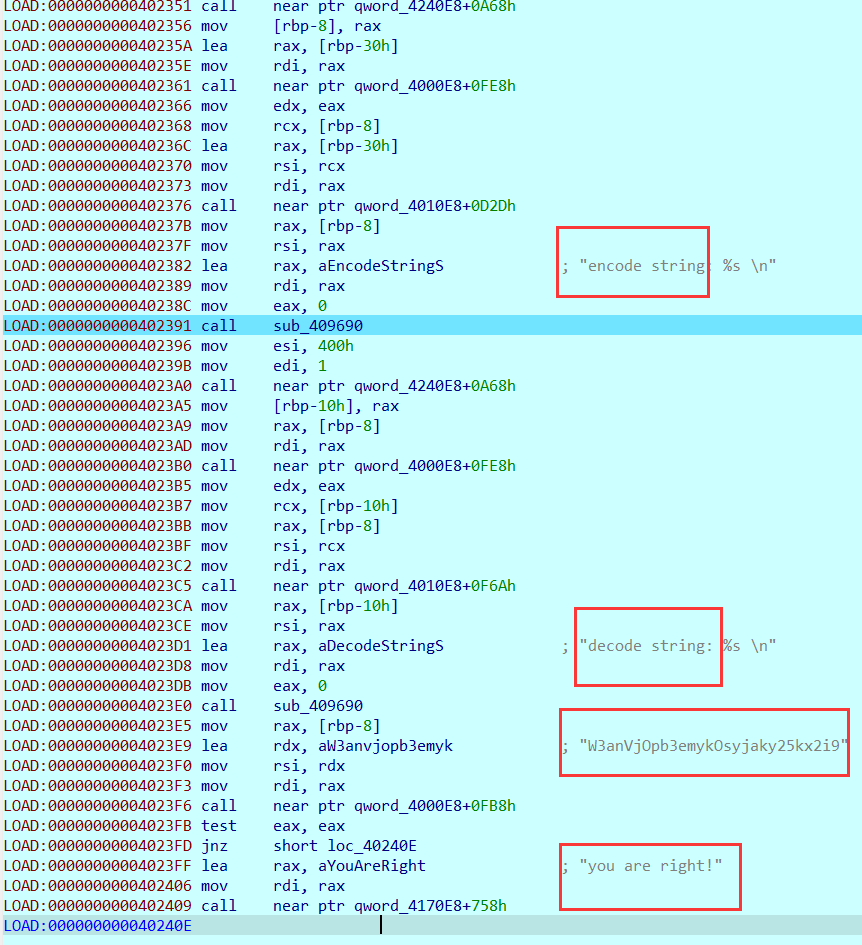 LOAD:0000000000402351 call near ptr qword_4240E8+0A68h
LOAD:0000000000402356 mov [rbp-8], rax
LOAD:000000000040235A lea rax, [rbp-30h]
LOAD:000000000040235E mov rdi, rax
LOAD:0000000000402361 call near ptr qword_4000E8+0FE8h
LOAD:0000000000402366 mov edx, eax
LOAD:0000000000402368 mov rcx, [rbp-8]
LOAD:000000000040236C lea rax, [rbp-30h]
LOAD:0000000000402370 mov rsi, rcx
LOAD:0000000000402373 mov rdi, rax
LOAD:0000000000402376 call near ptr qword_4010E8+0D2Dh
LOAD:000000000040237B mov rax, [rbp-8]
LOAD:000000000040237F mov rsi, rax
LOAD:0000000000402382 lea rax, aEncodeStringS ; "encode string: %s \n"
LOAD:0000000000402389 mov rdi, rax
LOAD:000000000040238C mov eax, 0
LOAD:0000000000402391 call sub_409690
LOAD:0000000000402396 mov esi, 400h
LOAD:000000000040239B mov edi, 1
LOAD:00000000004023A0 call near ptr qword_4240E8+0A68h
LOAD:00000000004023A5 mov [rbp-10h], rax
LOAD:00000000004023A9 mov rax, [rbp-8]
LOAD:00000000004023AD mov rdi, rax
LOAD:00000000004023B0 call near ptr qword_4000E8+0FE8h
LOAD:00000000004023B5 mov edx, eax
LOAD:00000000004023B7 mov rcx, [rbp-10h]
LOAD:00000000004023BB mov rax, [rbp-8]
LOAD:00000000004023BF mov rsi, rcx
LOAD:00000000004023C2 mov rdi, rax
LOAD:00000000004023C5 call near ptr qword_4010E8+0F6Ah
LOAD:00000000004023CA mov rax, [rbp-10h]
LOAD:00000000004023CE mov rsi, rax
LOAD:00000000004023D1 lea rax, aDecodeStringS ; "decode string: %s \n"
LOAD:00000000004023D8 mov rdi, rax
LOAD:00000000004023DB mov eax, 0
LOAD:00000000004023E0 call sub_409690
LOAD:00000000004023E5 mov rax, [rbp-8]
LOAD:00000000004023E9 lea rdx, aW3anvjopb3emyk ; "W3anVjOpb3emykOsyjaky25kx2i9"
LOAD:00000000004023F0 mov rsi, rdx
LOAD:00000000004023F3 mov rdi, rax
LOAD:00000000004023F6 call near ptr qword_4000E8+0FB8h
LOAD:00000000004023FB test eax, eax
LOAD:00000000004023FD jnz short loc_40240E
LOAD:00000000004023FF lea rax, aYouAreRight ; "you are right!"
LOAD:0000000000402406 mov rdi, rax
LOAD:0000000000402409 call near ptr qword_4170E8+758h
LOAD:000000000040240E